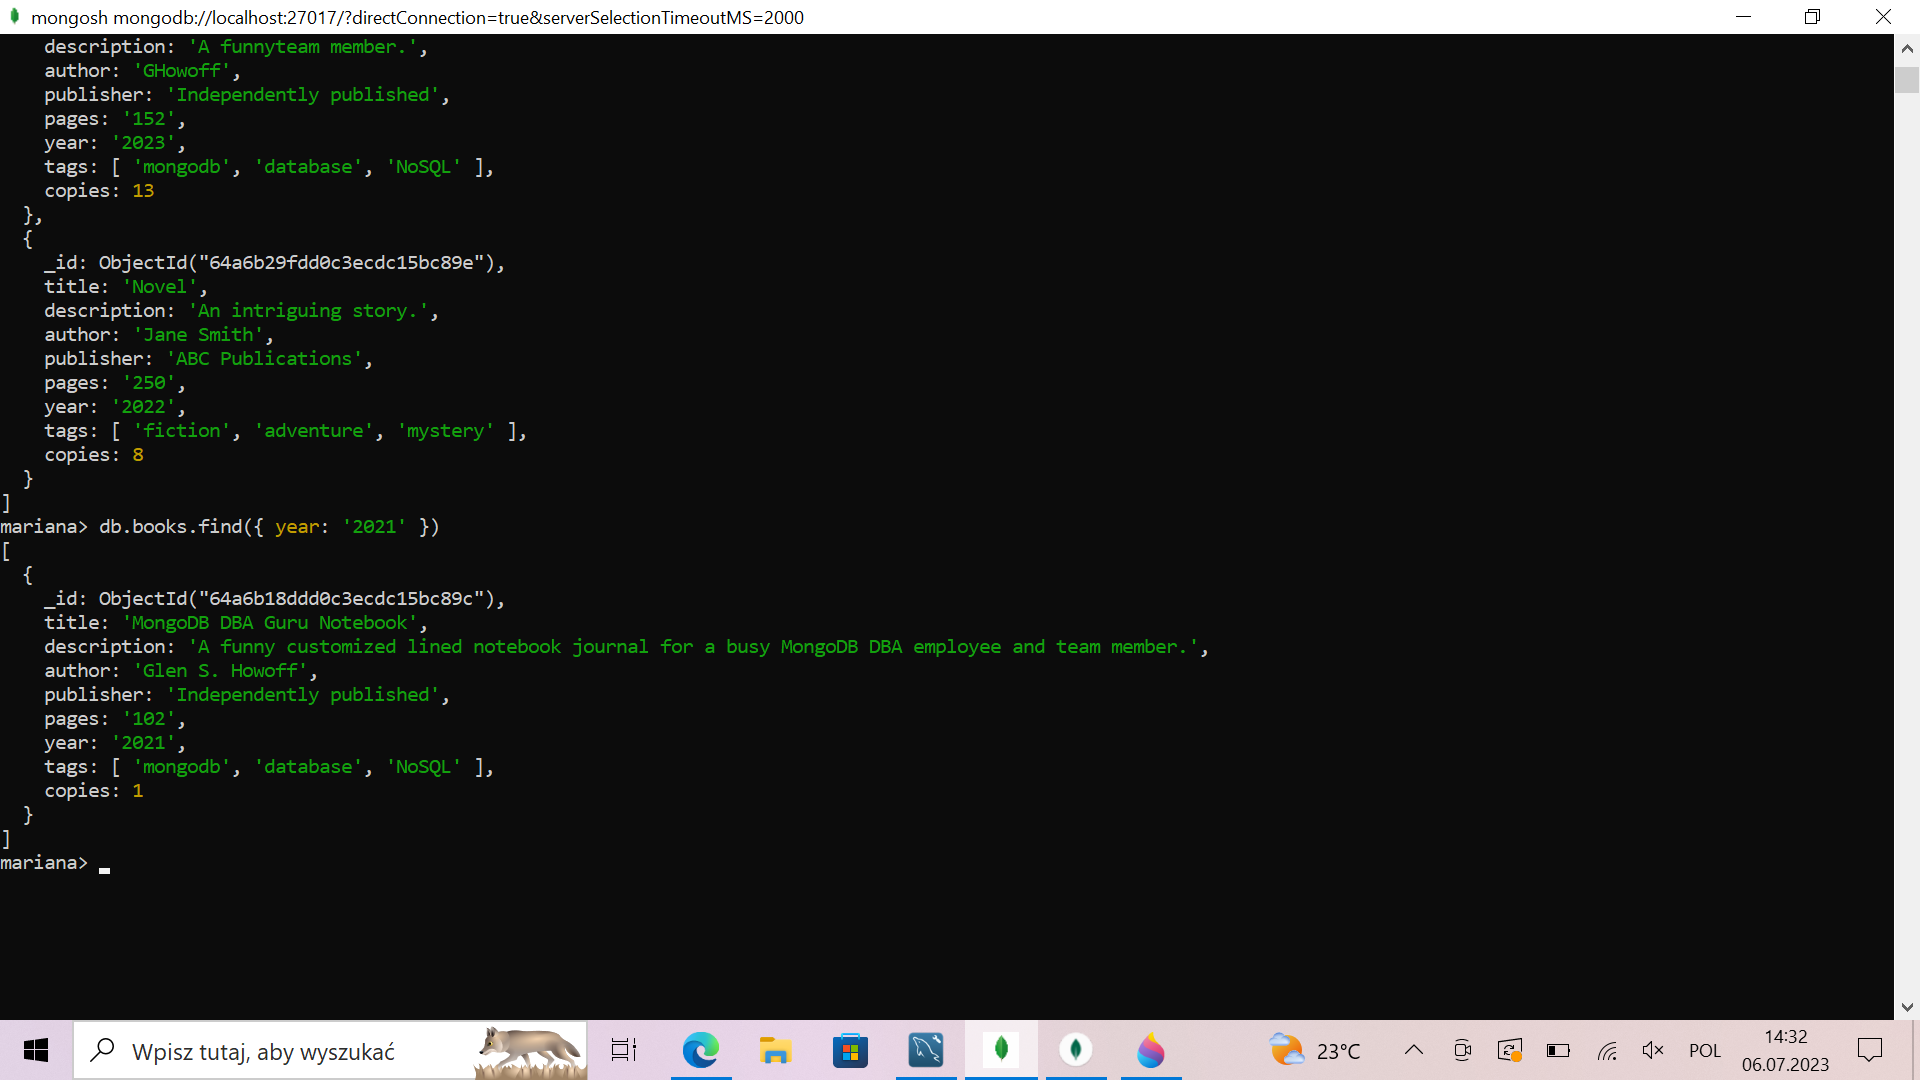 mongosh mongodb://localhost:27017/?directConnection=true&serverSelectionTimeoutMS=2000
description: 'A funnyteam member.',
author: 'GHowoff',
publisher: 'Independently published',
pages: '152',
year: '2023',
tags: [ 'mongodb', 'database', 'NoSQL' ],
copies: 13
},
{
_id: ObjectId("64a6b29fdd0c3ecdc15bc89e"),
title: 'Novel',
description: 'An intriguing story.',
author: 'Jane Smith',
publisher: 'ABC Publications',
pages: '250',
year: '2022',
tags: [ 'fiction', 'adventure', 'mystery' ],
copies: 8
}
]
mariana> db.books.find({ year: '2021' })
[
{
_id: ObjectId("64a6b18ddd0c3ecdc15bc89c"),
title: 'MongoDB DBA Guru Notebook',
description: 'A funny customized lined notebook journal for a busy MongoDB DBA employee and team member.',
author: 'Glen S. Howoff',
publisher: 'Independently published',
pages: '102',
year: '2021',
tags: [ 'mongodb', 'database', 'NoSQL' ],
copies: 1
}
]
mariana>
Wpisz tutaj, aby wyszukać
23°C
POL
14:32
06.07.2023